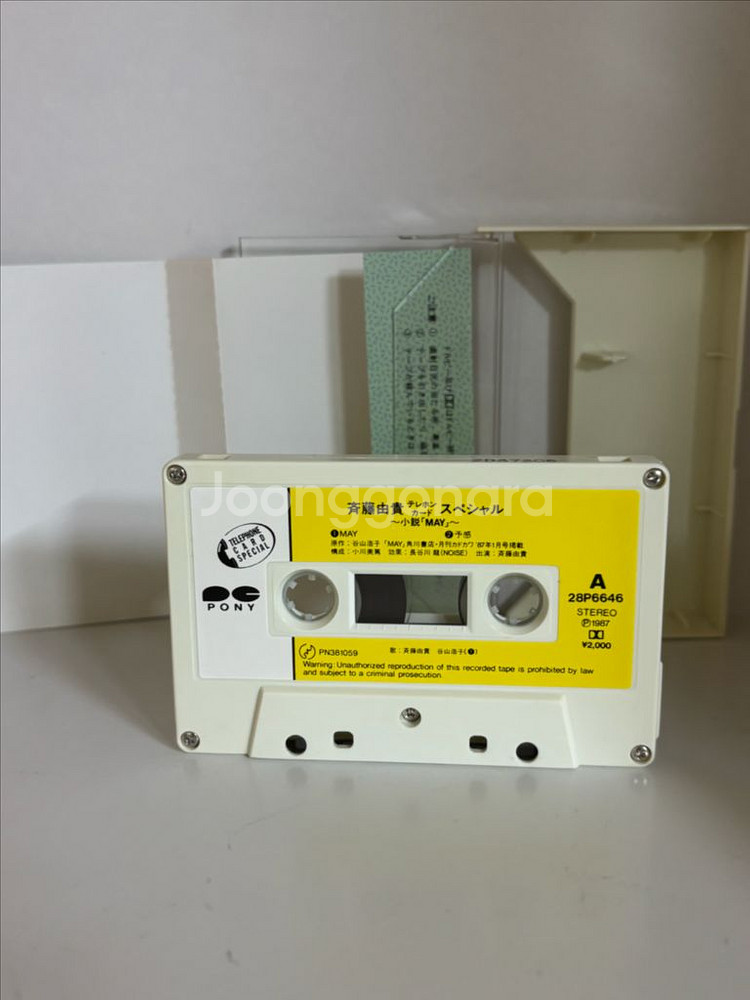 ご注意
Joonggonara
斉藤由貴 テレホンカード スペシャル
〜小説「MAY」〜
❶MAY ❷予感
原作：谷山浩子「MAY」角川書店・月刊カドカワ '87年1月号掲載
構成：小川美篤 効果：長谷川龍(NOISE) 出演：斉藤由貴
TELEPHONE
CARD
SPECIAL
PONY
A
28P6646
STEREO
Ⓟ1987
¥2,000
PN381059 歌：斉藤由貴 谷山浩子(❶)
Warning: Unauthorized reproduction of this recorded tape is prohibited by law
and subject to a criminal prosecution.